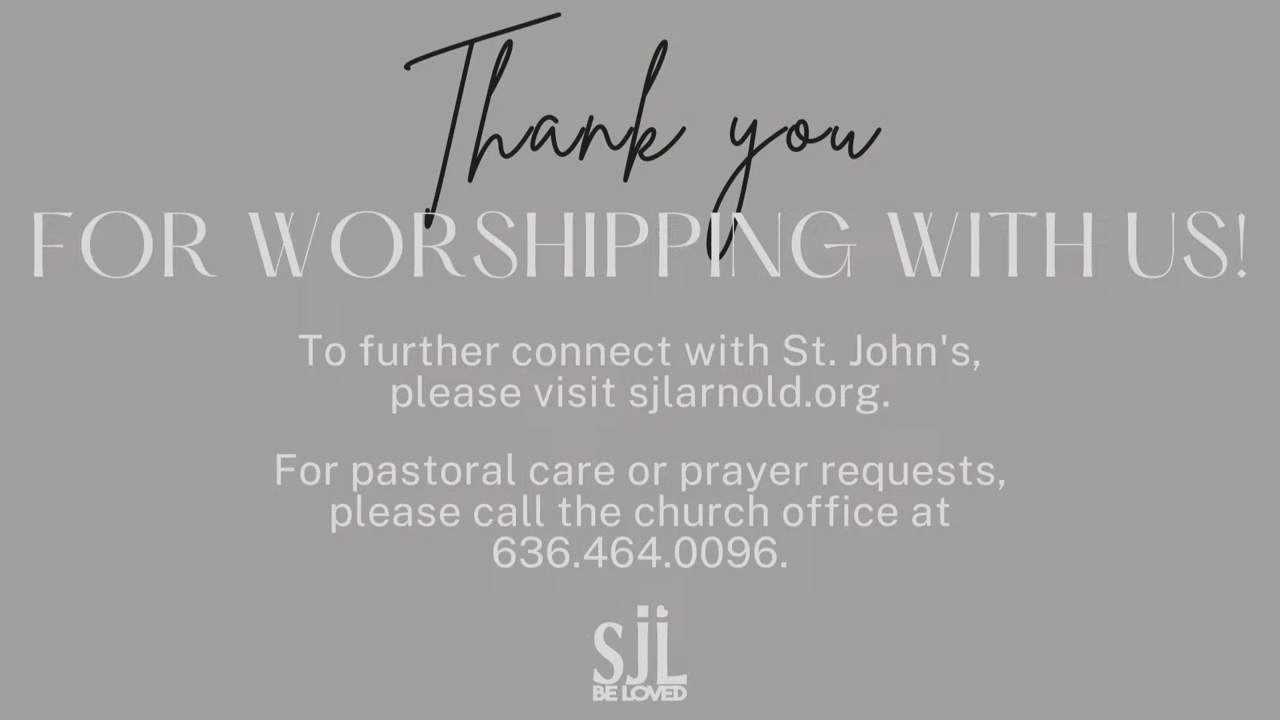 Thank you
FOR WORSHIPPING WITH US!
To further connect with St. John's,
please visit sjlarnold.org.
For pastoral care or prayer requests,
please call the church office at
636.464.0096.
SJL
BE LOVED